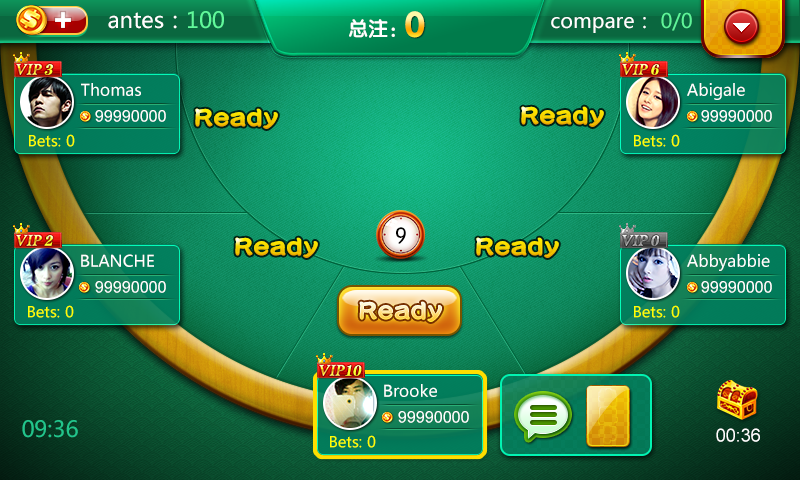 antes：100
总注：0
compare： 0/0
VIP 3
Thomas
99990000
Bets: 0
Ready
Ready
VIP 6
Abigale
99990000
Bets: 0
VIP 2
BLANCHE
99990000
Bets: 0
Ready
9
Ready
VIP 0
Abbyabbie
99990000
Bets: 0
Ready
VIP10
Brooke
99990000
Bets: 0
09:36
00:36